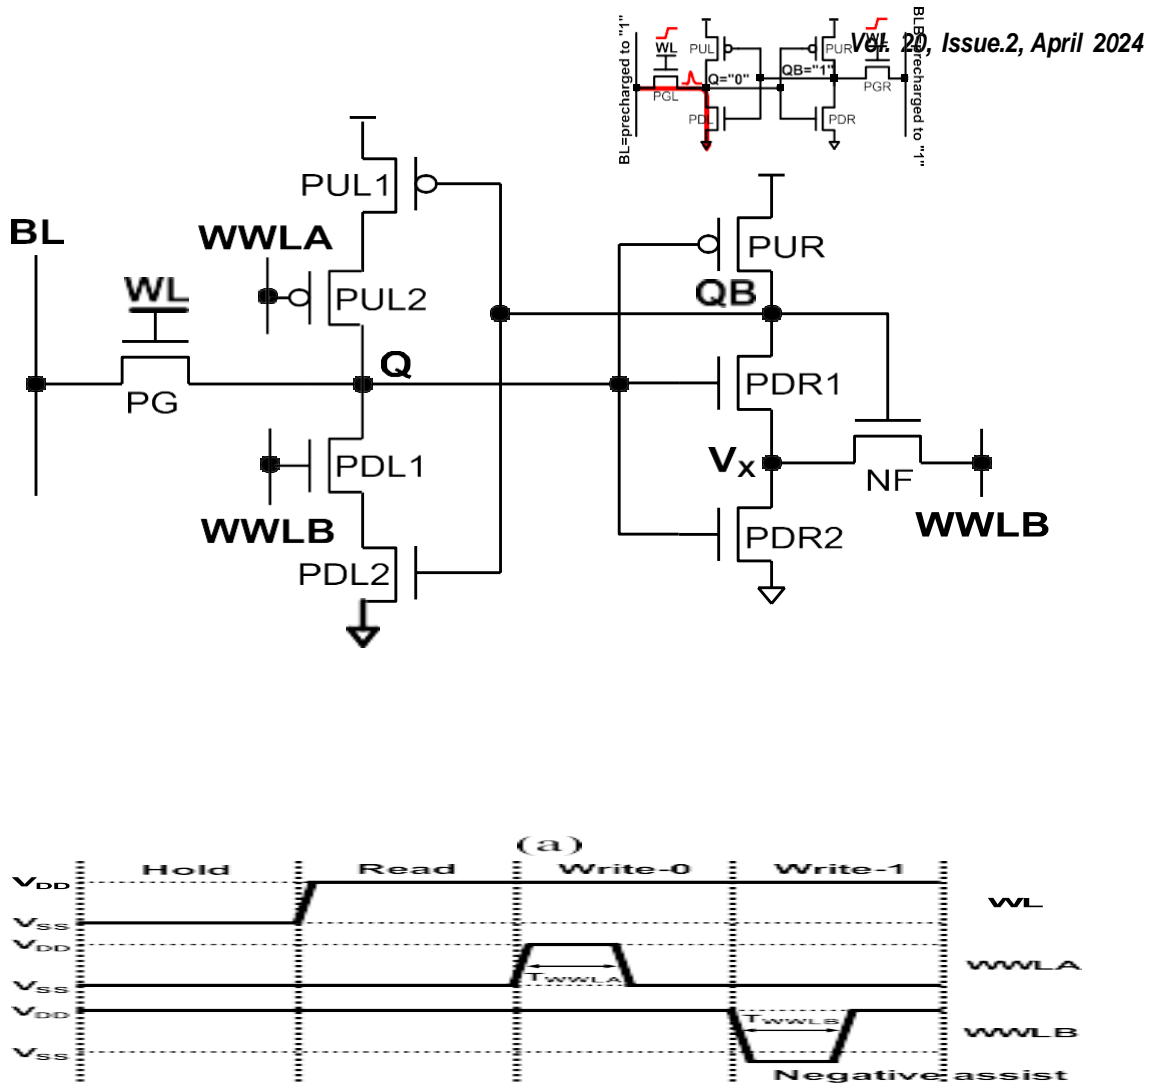 Vol. 20, Issue.2, April 2024
BL=precharged to "1"
WL
PUL
PUR
WL
BLB=precharged to "1"
Q="0"
QB="1"
PGL
PGR
PDL
PDR
PUL1
BL
WWLA
PUR
WL
PUL2
QB
Q
PDR1
PG
PDL1
VX
NF
WWLB
WWLB
PDL2
PDR2
(a)
Hold Read Write-0 Write-1
VDD
WL
VSS
VDD
WWLA
TWWLA
VSS
VDD
TWWLB
WWLB
VSS
Negative assist